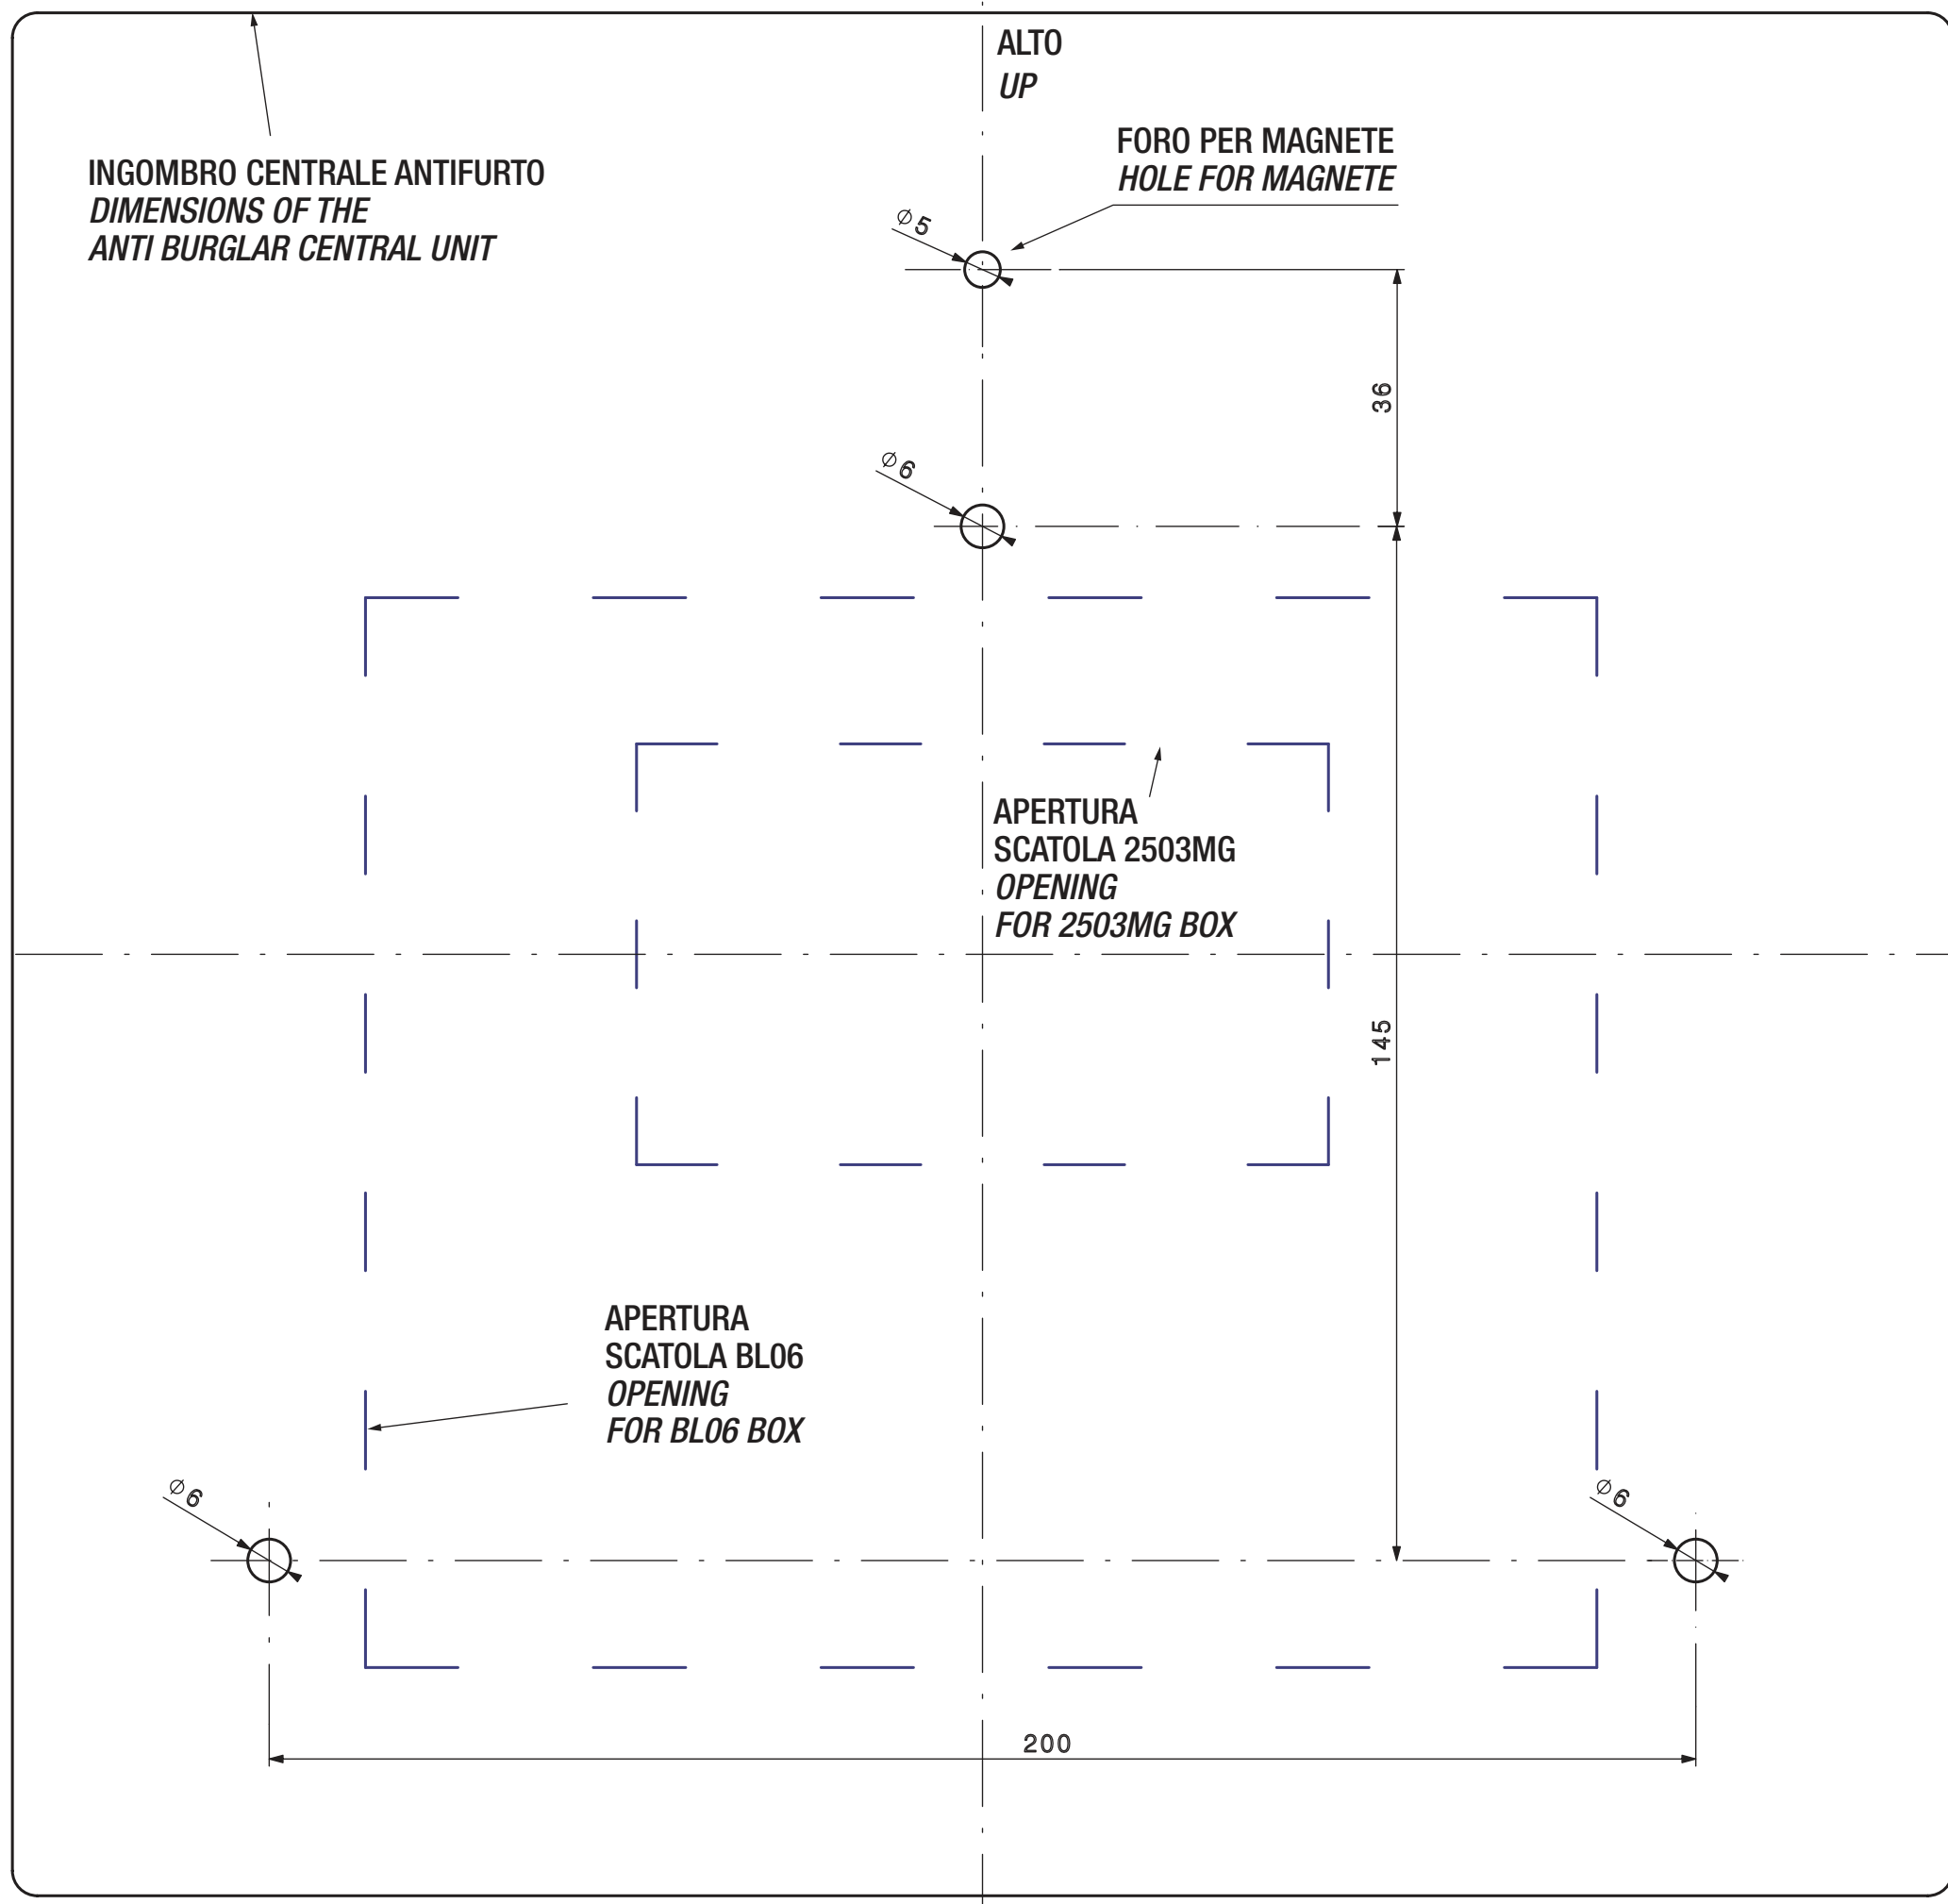 ALTO
UP
INGOMBRO CENTRALE ANTIFURTO
DIMENSIONS OF THE
ANTI BURGLAR CENTRAL UNIT
FORO PER MAGNETE
HOLE FOR MAGNETE
⌀5
36
⌀6
APERTURA
SCATOLA 2503MG
OPENING
FOR 2503MG BOX
145
APERTURA
SCATOLA BL06
OPENING
FOR BL06 BOX
⌀6
⌀6
200